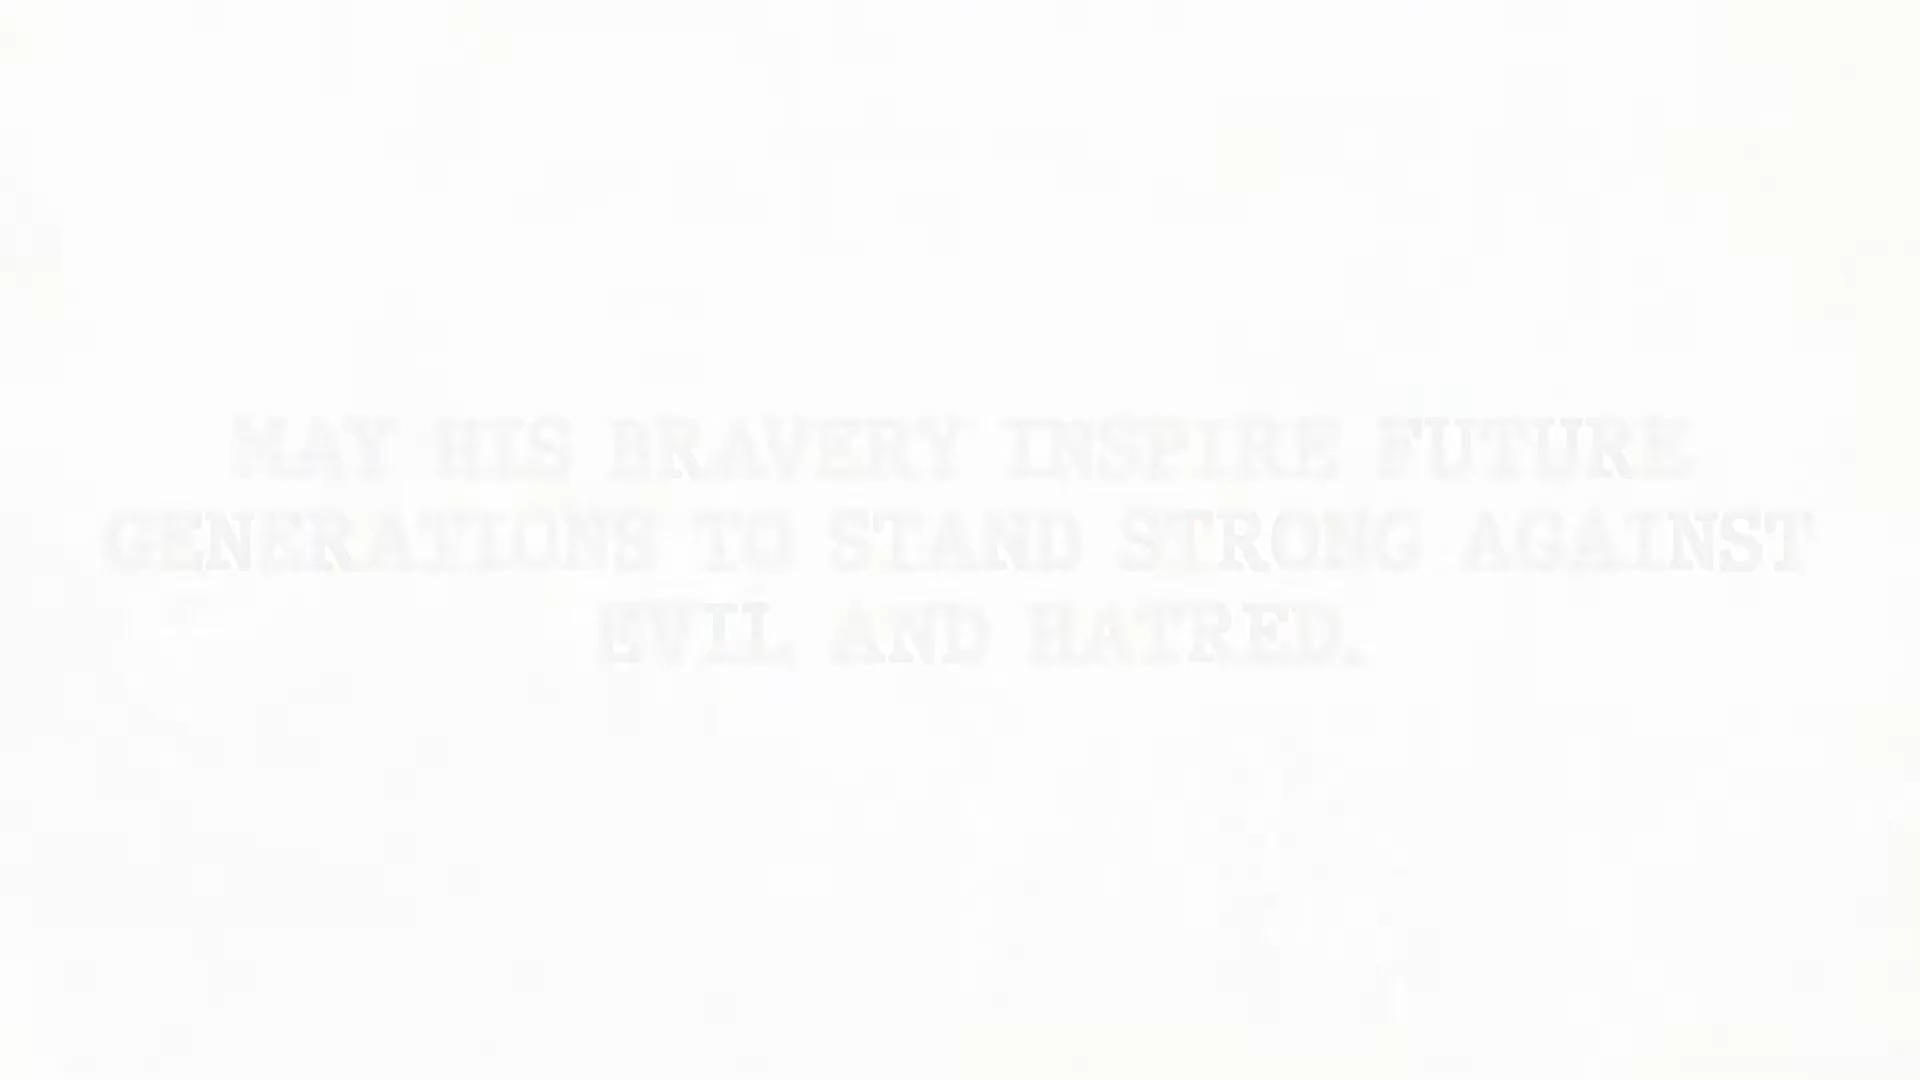 MAY HIS BRAVERY INSPIRE FUTURE
GENERATIONS TO STAND STRONG AGAINST
EVIL AND HATRED.